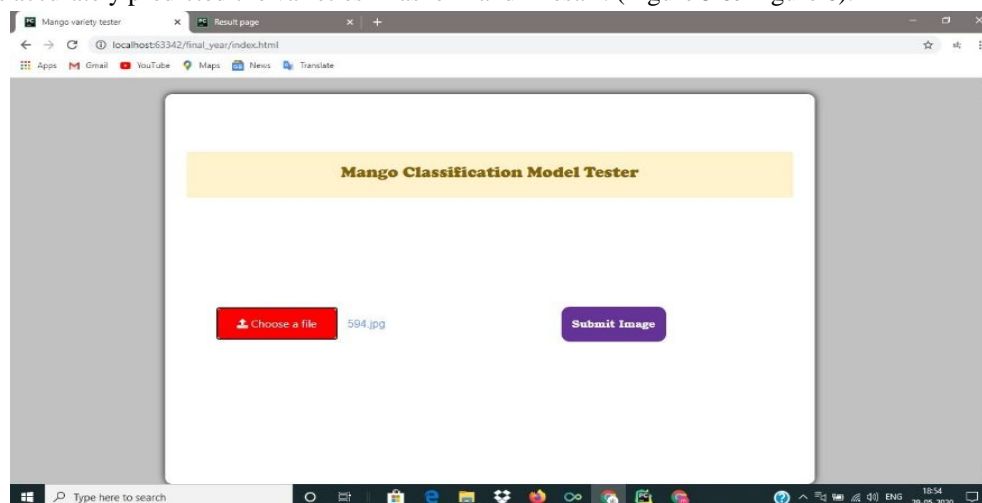 Mango variety tester
Result page
localhost:63342/final_year/index.html
Apps Gmail YouTube Maps News Translate
Mango Classification Model Tester
Choose a file 594.jpg Submit Image
Type here to search
ENG 18:54